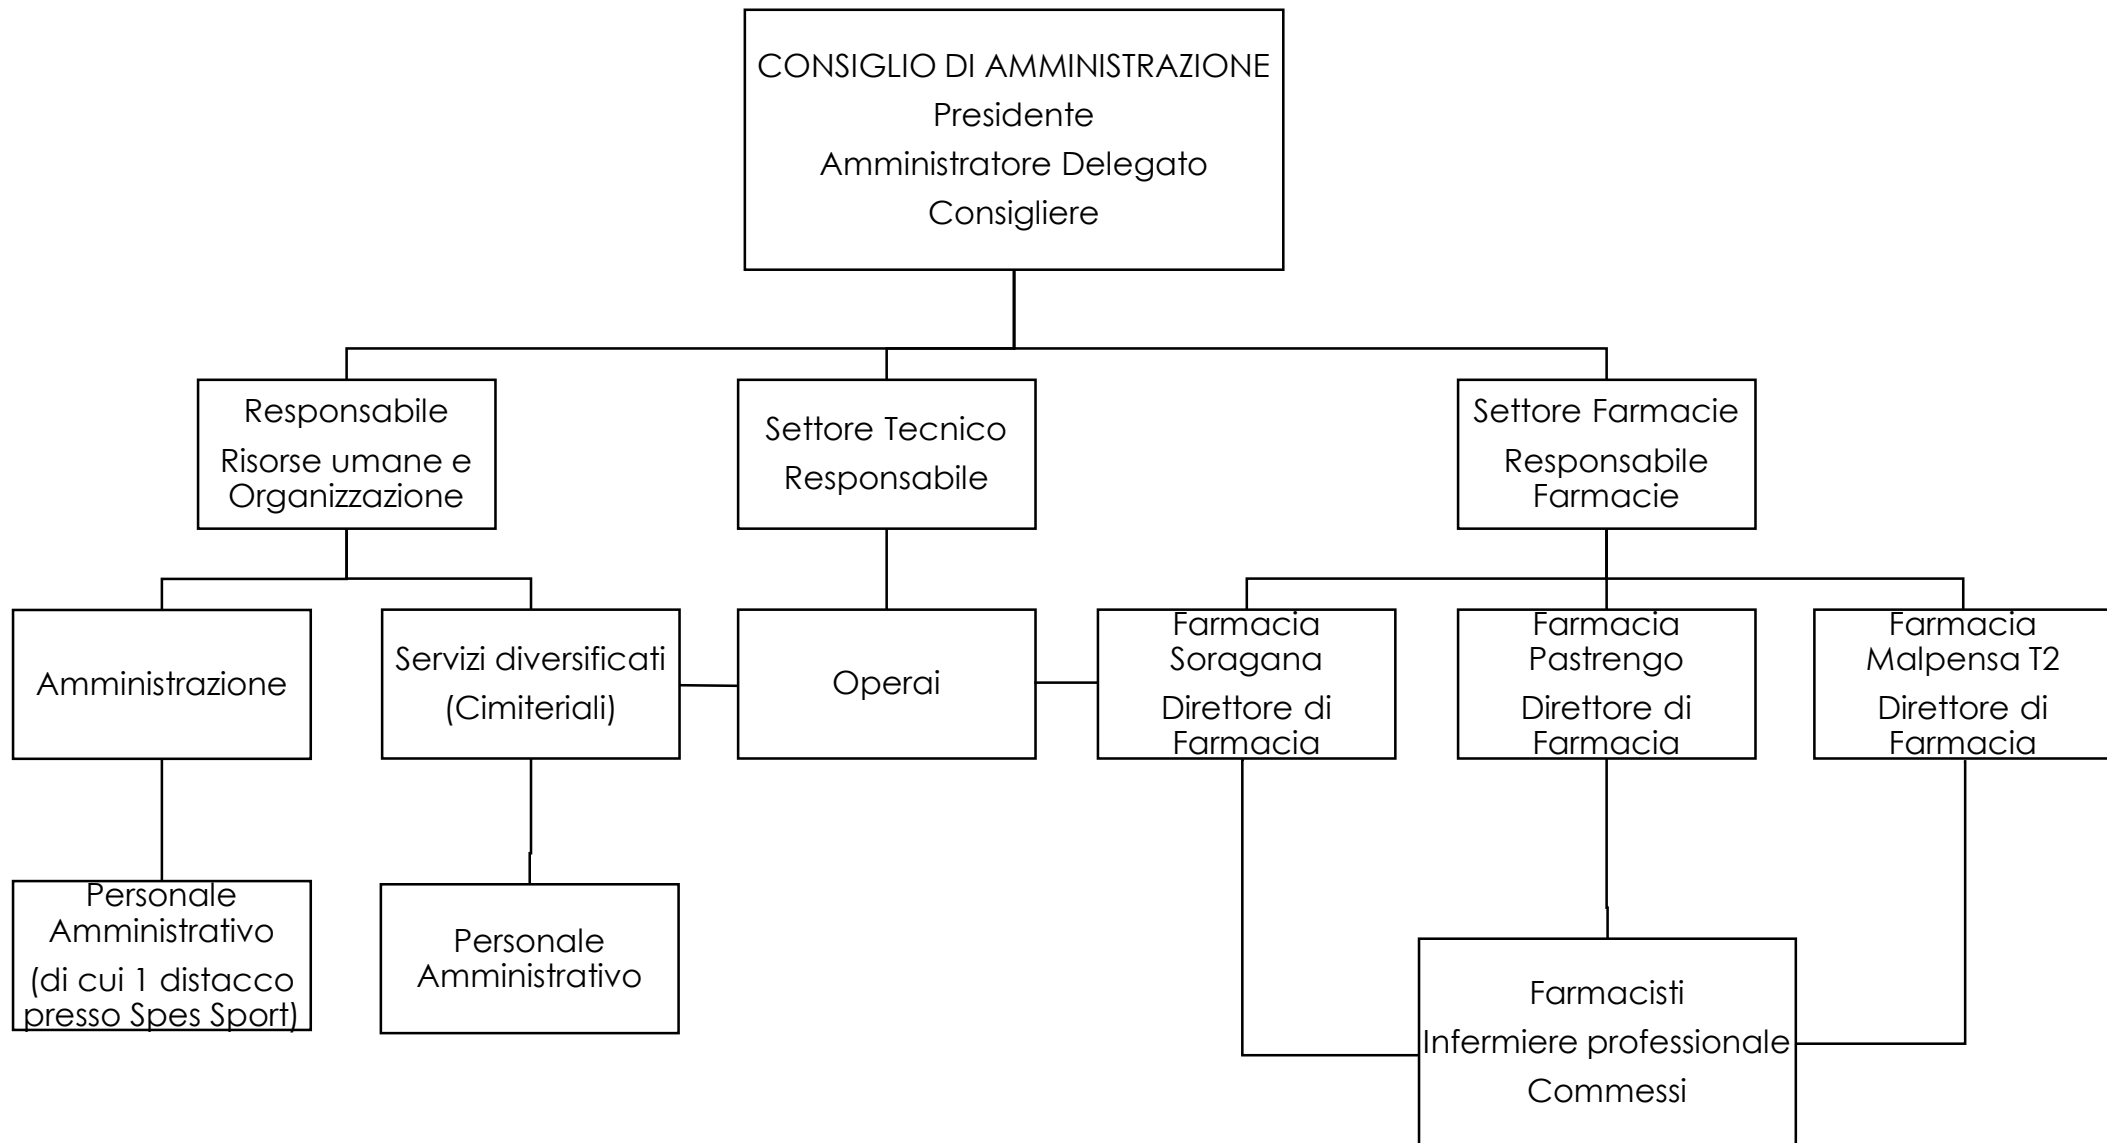 CONSIGLIO DI AMMINISTRAZIONE
Presidente
Amministratore Delegato
Consigliere
Responsabile
Risorse umane e
Organizzazione
Settore Tecnico
Responsabile
Settore Farmacie
Responsabile
Farmacie
Amministrazione
Servizi diversificati
(Cimiteriali)
Operai
Farmacia
Soragana
Direttore di
Farmacia
Farmacia
Pastrengo
Direttore di
Farmacia
Farmacia
Malpensa T2
Direttore di
Farmacia
Personale
Amministrativo
(di cui 1 distacco
presso Spes Sport)
Personale
Amministrativo
Farmacisti
Infermiere professionale
Commessi